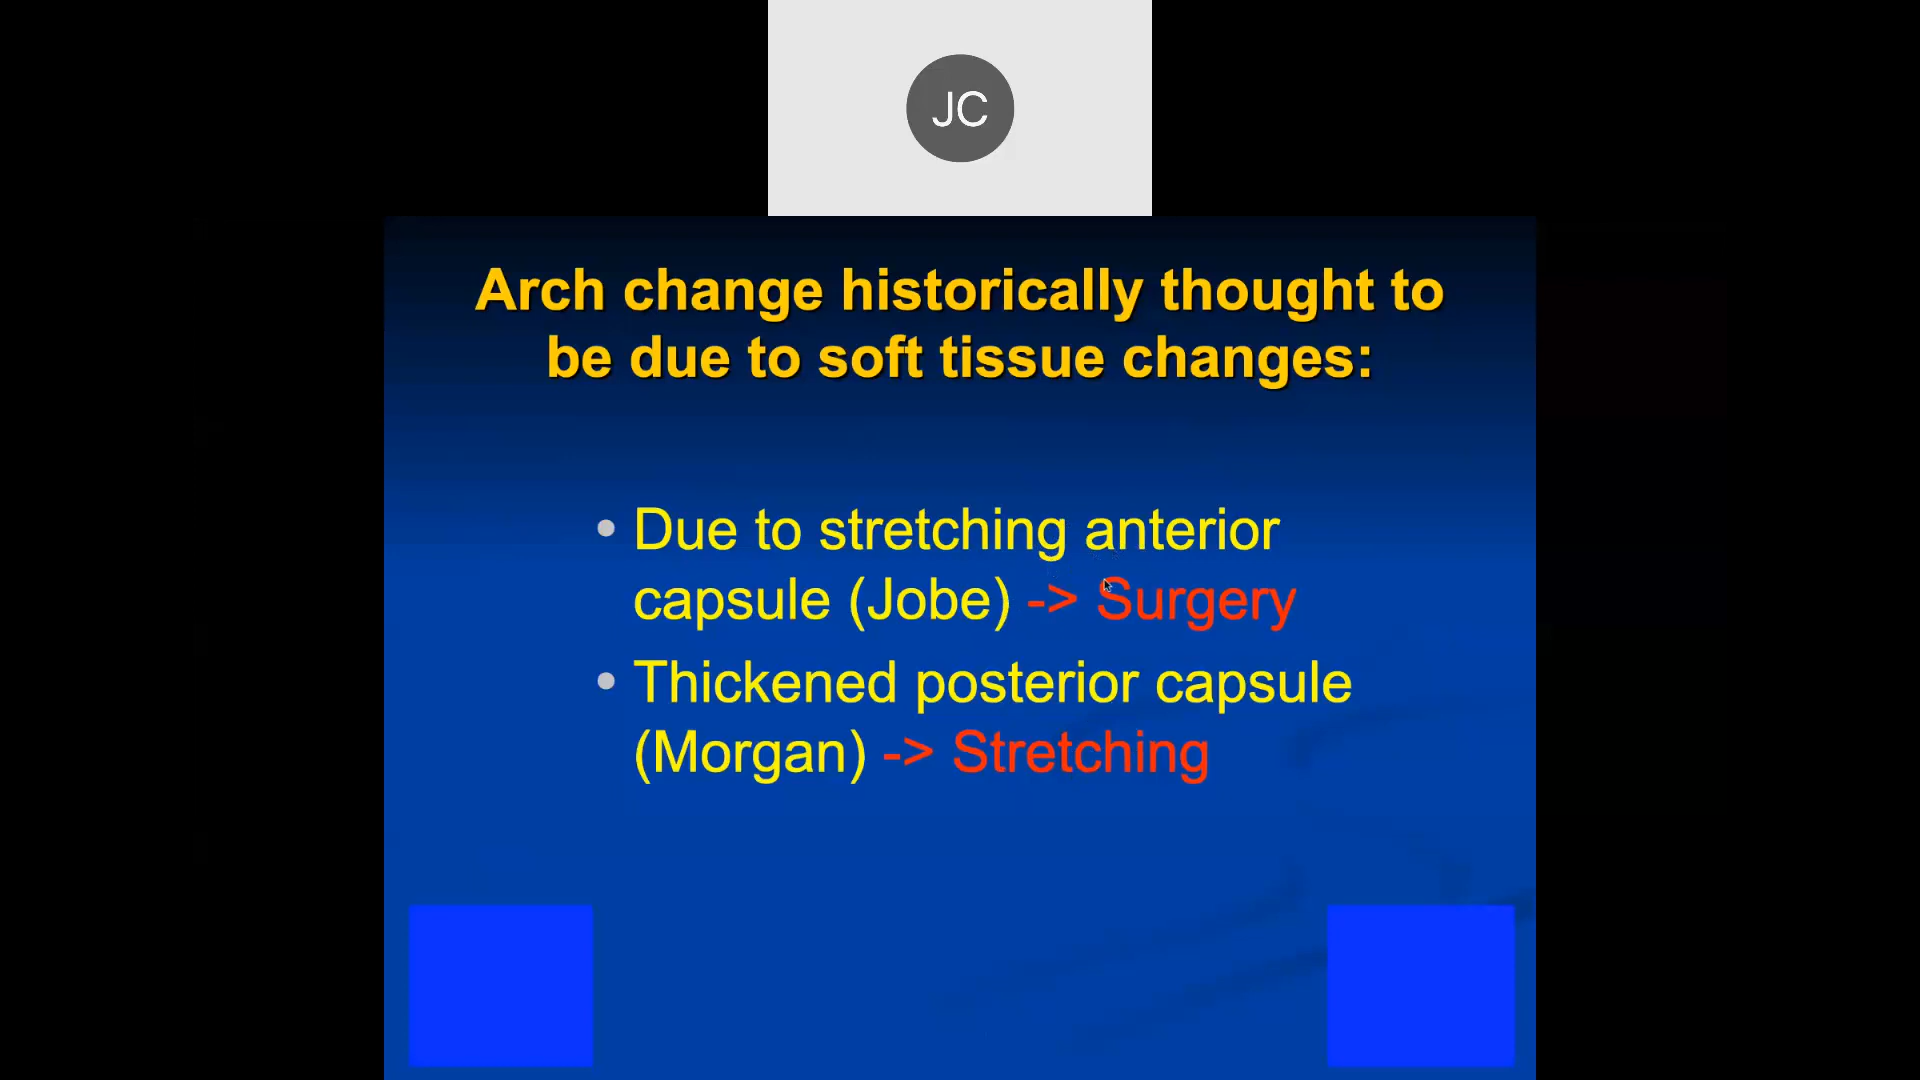 JC
Arch change historically thought to
be due to soft tissue changes:
• Due to stretching anterior
capsule (Jobe) -> Surgery
• Thickened posterior capsule
(Morgan) -> Stretching